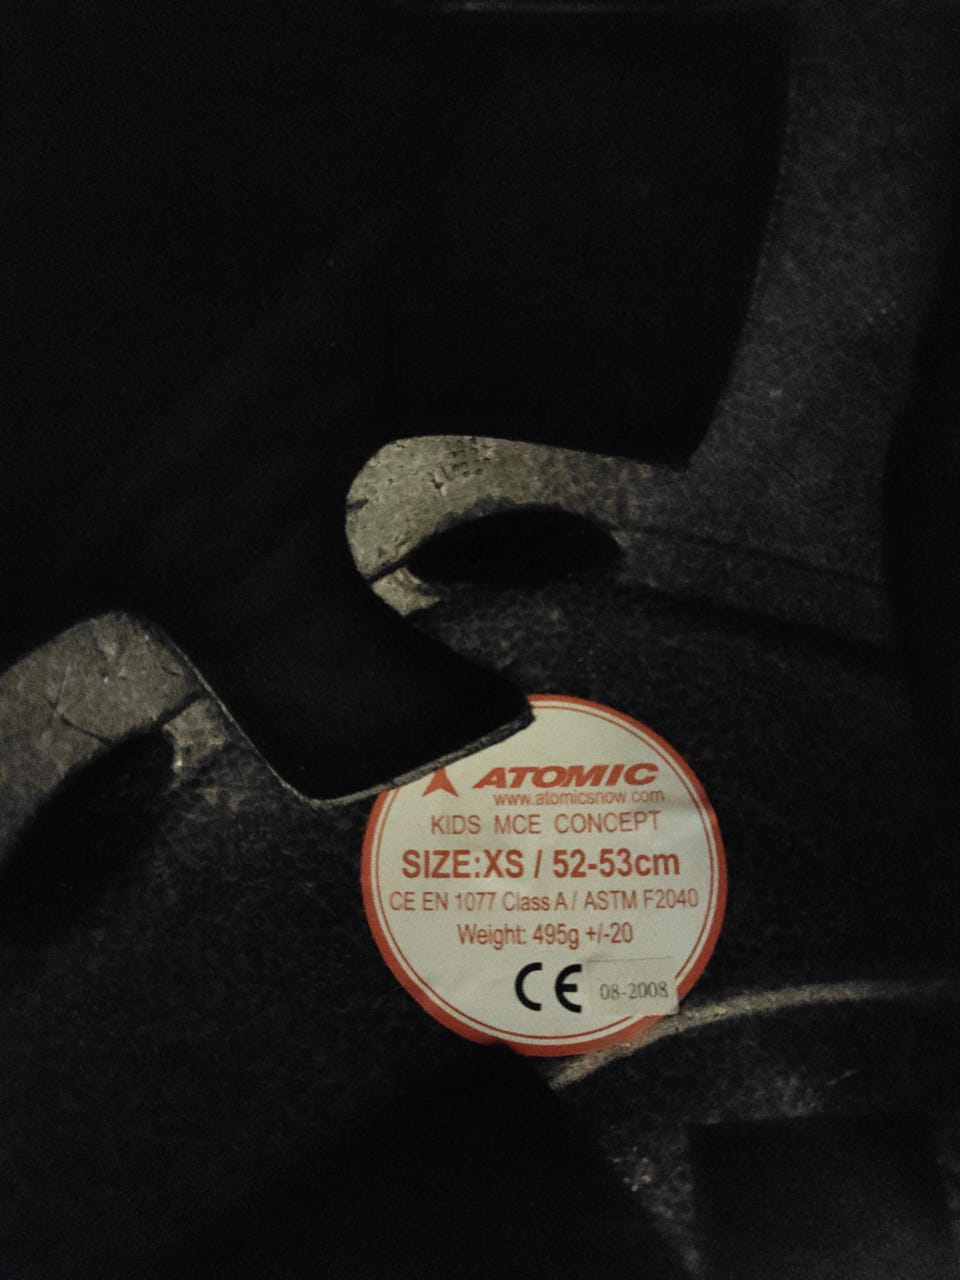 ATOMIC
www.atomicsnow.com
KIDS MCE CONCEPT
SIZE:XS / 52-53cm
CE EN 1077 Class A / ASTM F2040
Weight: 495g +/-20
CE 08-2008